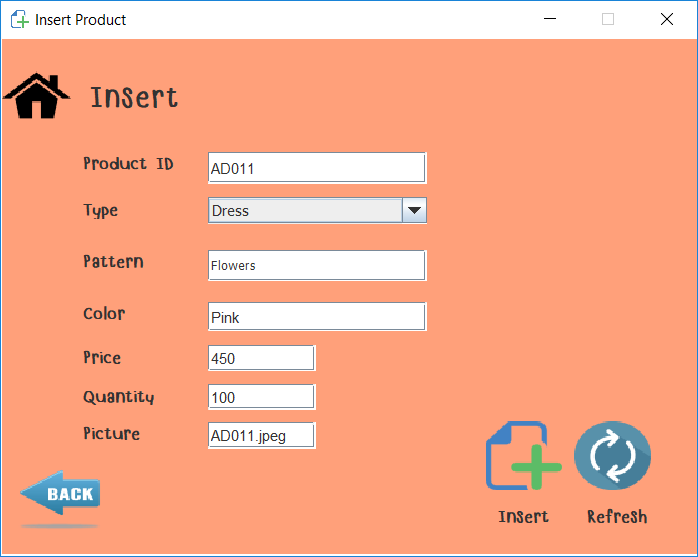 Insert Product
Insert
Product ID AD011
Type Dress
Pattern Flowers
Color Pink
Price 450
Quantity 100
Picture AD011.jpeg
BACK
Insert Refresh